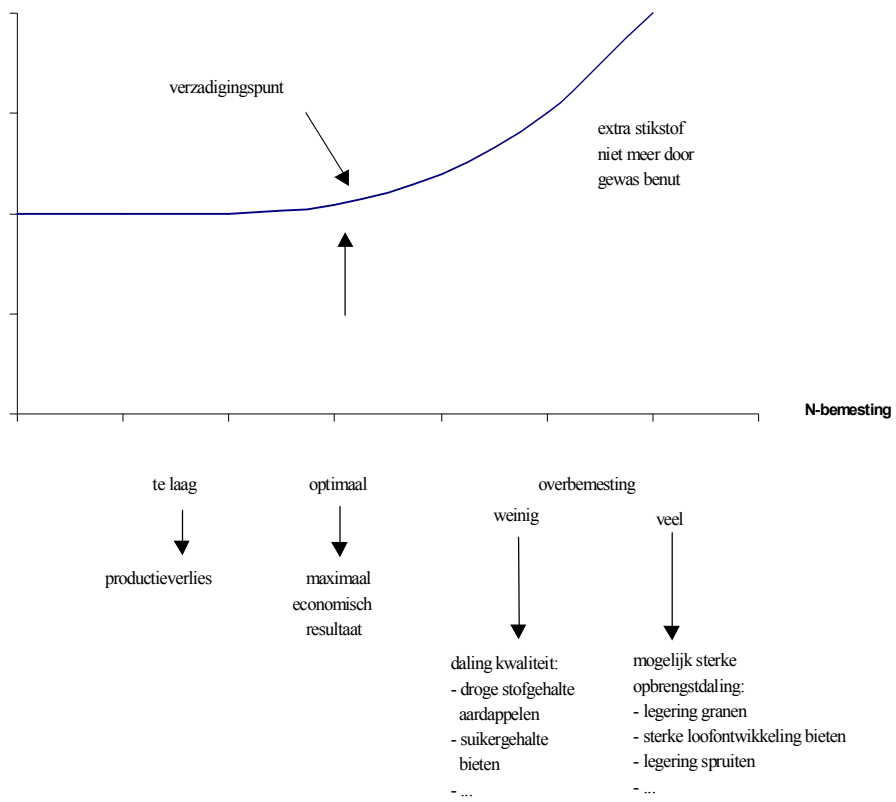 verzadigingspunt
extra stikstof
niet meer door
gewas benut
N-bemesting
te laag
optimaal
overbemesting
weinig
veel
productieverlies
maximaal
economisch
resultaat
daling kwaliteit:
- droge stofgehalte
aardappelen
- suikergehalte
bieten
- ...
mogelijk sterke
opbrengstdaling:
- legering granen
- sterke loofontwikkeling bieten
- legering spruiten
- ...